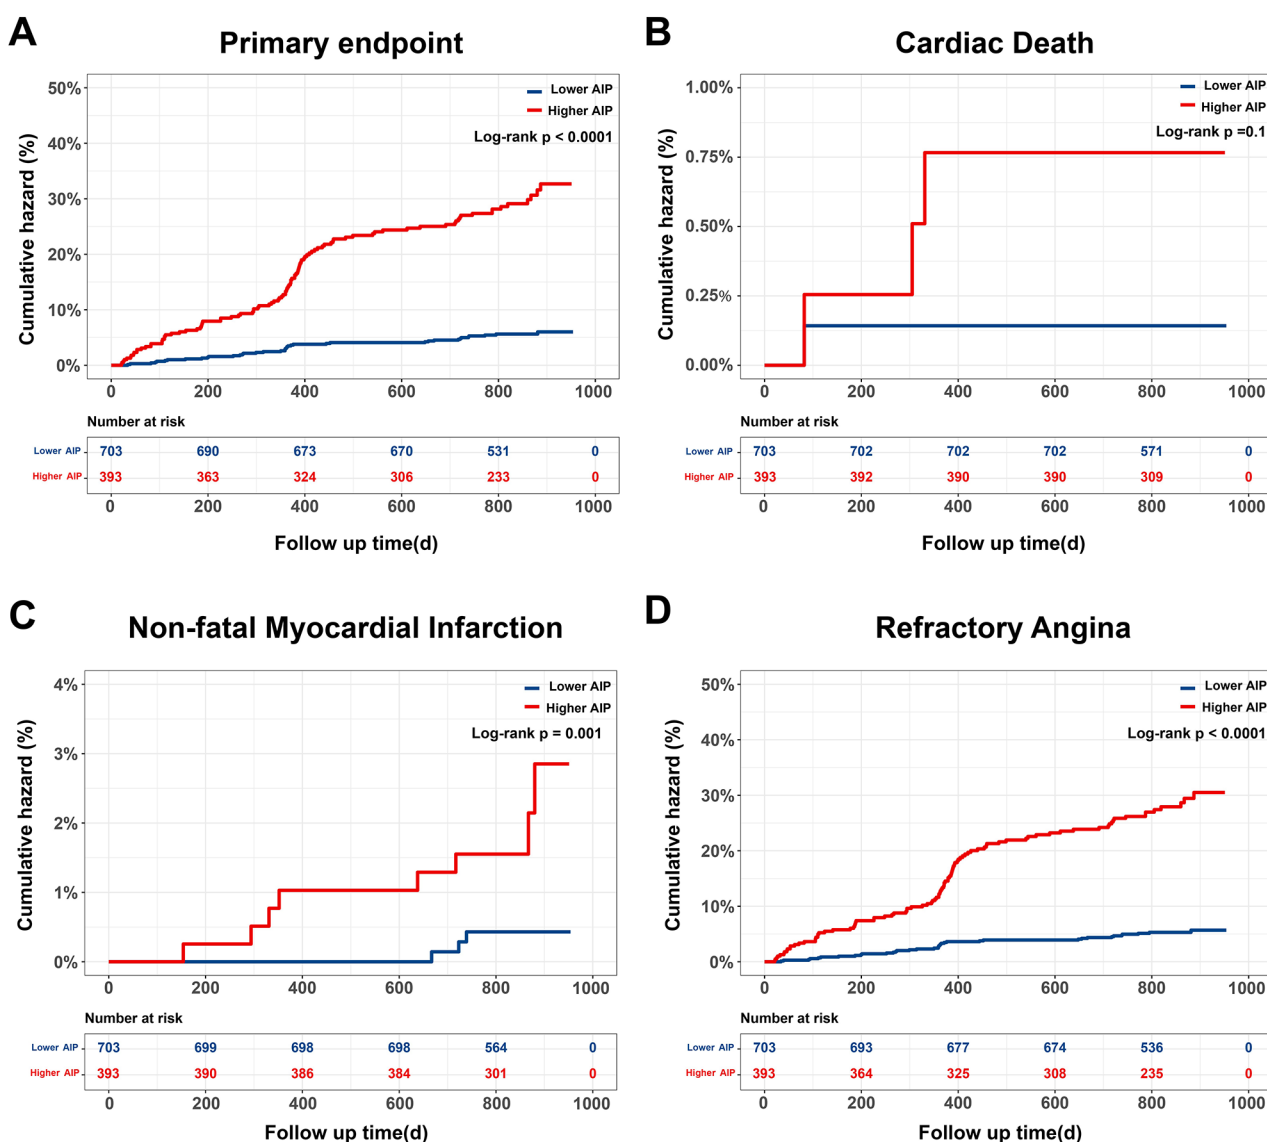 A
Primary endpoint
50%
40%
30%
20%
10%
0%
Cumulative hazard (%)
Lower AIP
Higher AIP
Log-rank p < 0.0001
0 200 400 600 800 1000
Number at risk
Lower AIP 703 690 673 670 531 0
Higher AIP 393 363 324 306 233 0
0 200 400 600 800 1000
Follow up time(d)
B
Cardiac Death
1.00%
0.75%
0.50%
0.25%
0.00%
Cumulative hazard (%)
Lower AIP
Higher AIP
Log-rank p =0.1
0 200 400 600 800 1000
Number at risk
Lower AIP 703 702 702 702 571 0
Higher AIP 393 392 390 390 309 0
0 200 400 600 800 1000
Follow up time(d)
C
Non-fatal Myocardial Infarction
4%
3%
2%
1%
0%
Cumulative hazard (%)
Lower AIP
Higher AIP
Log-rank p = 0.001
0 200 400 600 800 1000
Number at risk
Lower AIP 703 699 698 698 564 0
Higher AIP 393 390 386 384 301 0
0 200 400 600 800 1000
Follow up time(d)
D
Refractory Angina
50%
40%
30%
20%
10%
0%
Cumulative hazard (%)
Lower AIP
Higher AIP
Log-rank p < 0.0001
0 200 400 600 800 1000
Number at risk
Lower AIP 703 693 677 674 536 0
Higher AIP 393 364 325 308 235 0
0 200 400 600 800 1000
Follow up time(d)